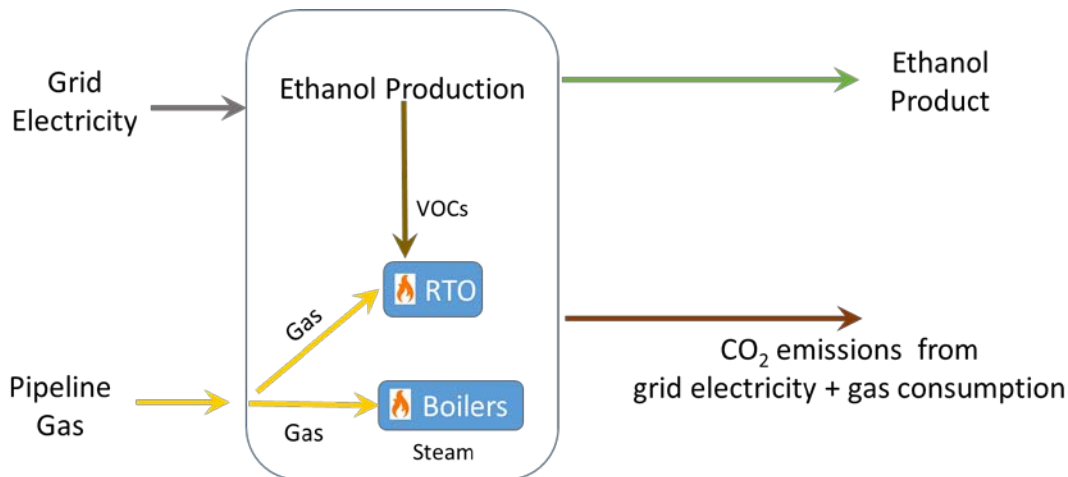 Grid
Electricity
Ethanol Production
Ethanol
Product
VOCs
RTO
Gas
Pipeline
Gas
Boilers
Gas
Steam
CO₂ emissions from
grid electricity + gas consumption